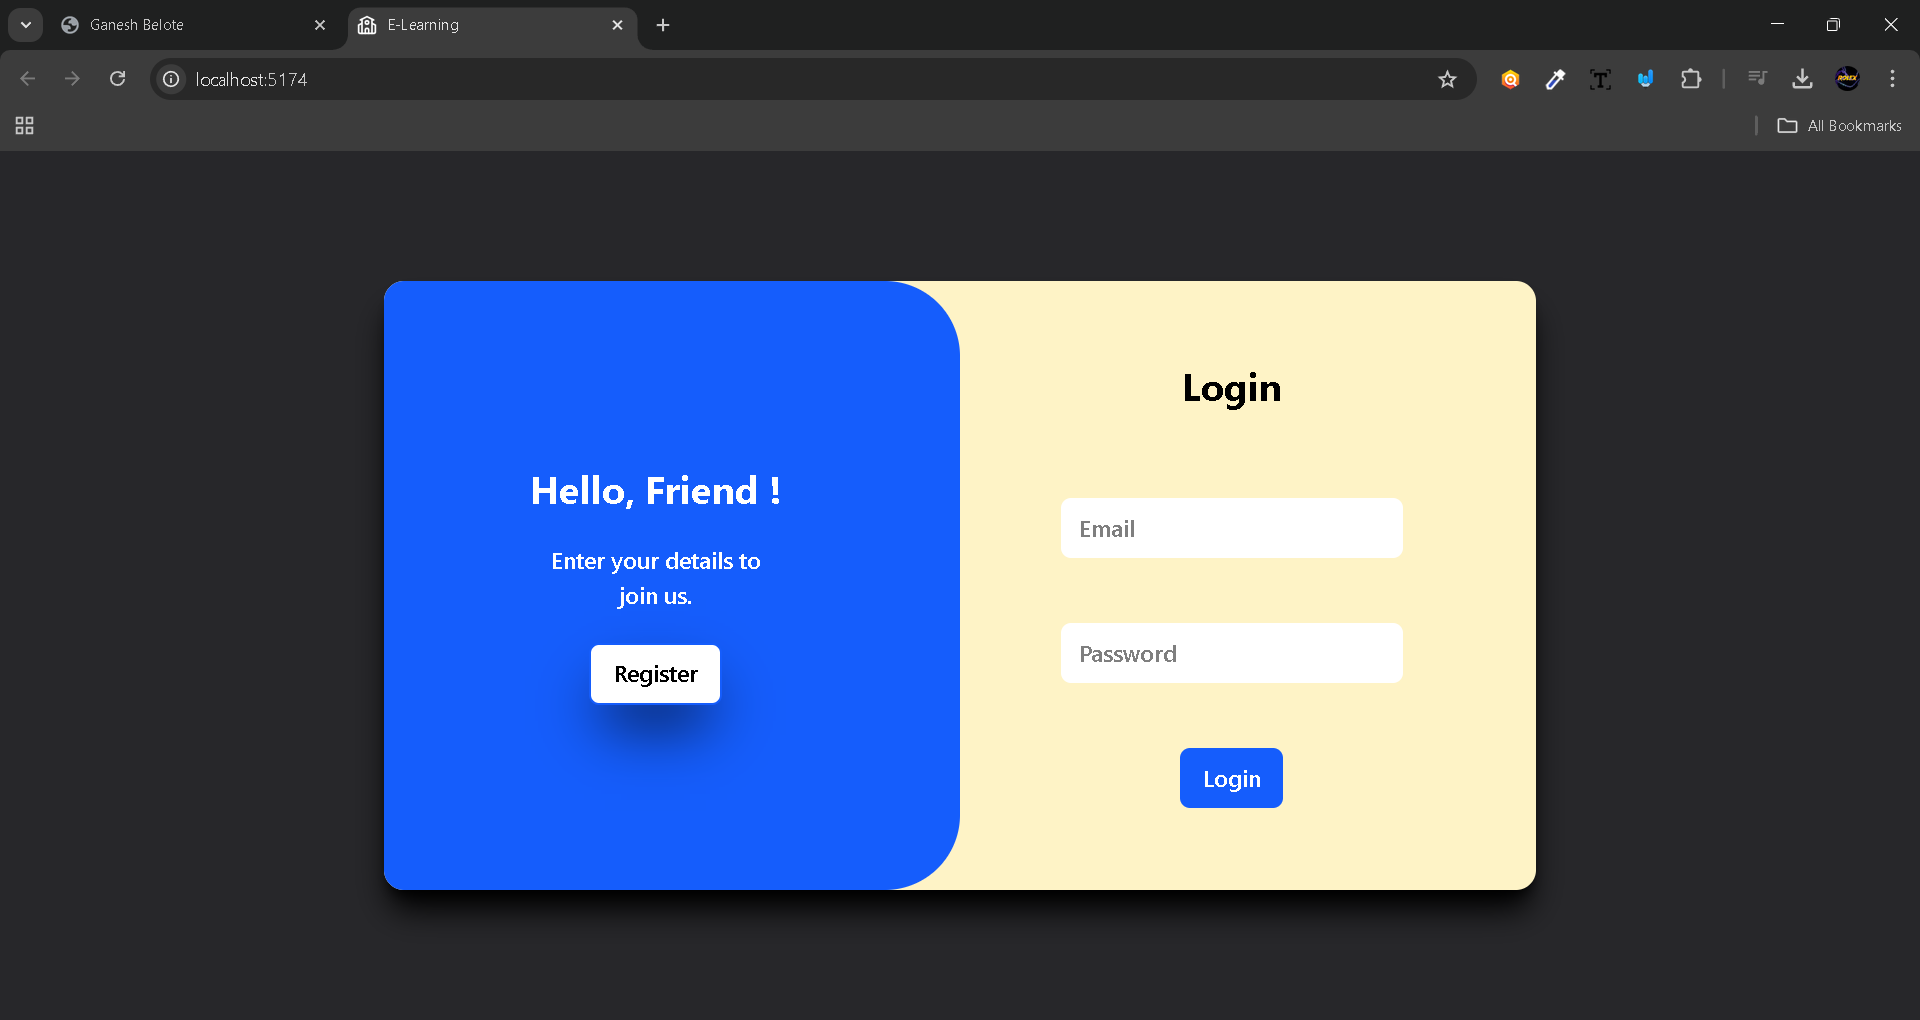 Ganesh Belote
E-Learning
localhost:5174
All Bookmarks
Hello, Friend !
Enter your details to
join us.
Register
Login
Email
Password
Login